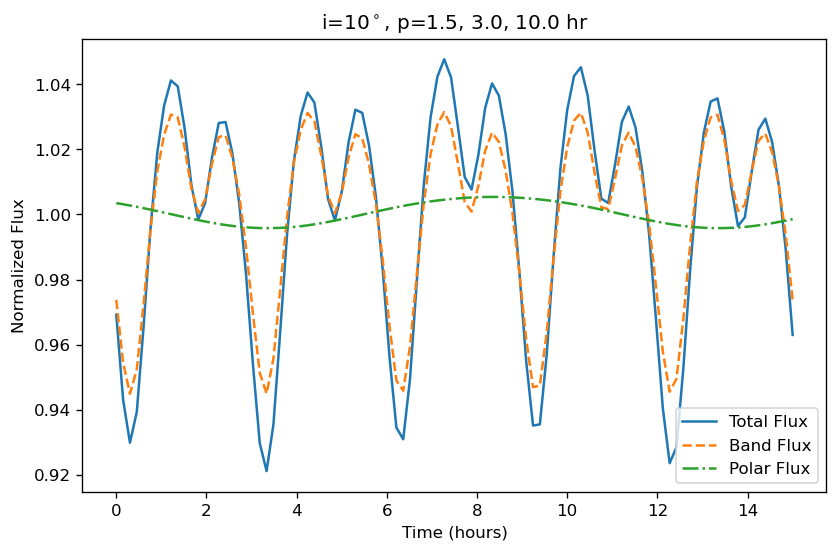 i=10°, p=1.5, 3.0, 10.0 hr
Normalized Flux
1.04
1.02
1.00
0.98
0.96
0.94
0.92
Total Flux
Band Flux
Polar Flux
0 2 4 6 8 10 12 14
Time (hours)